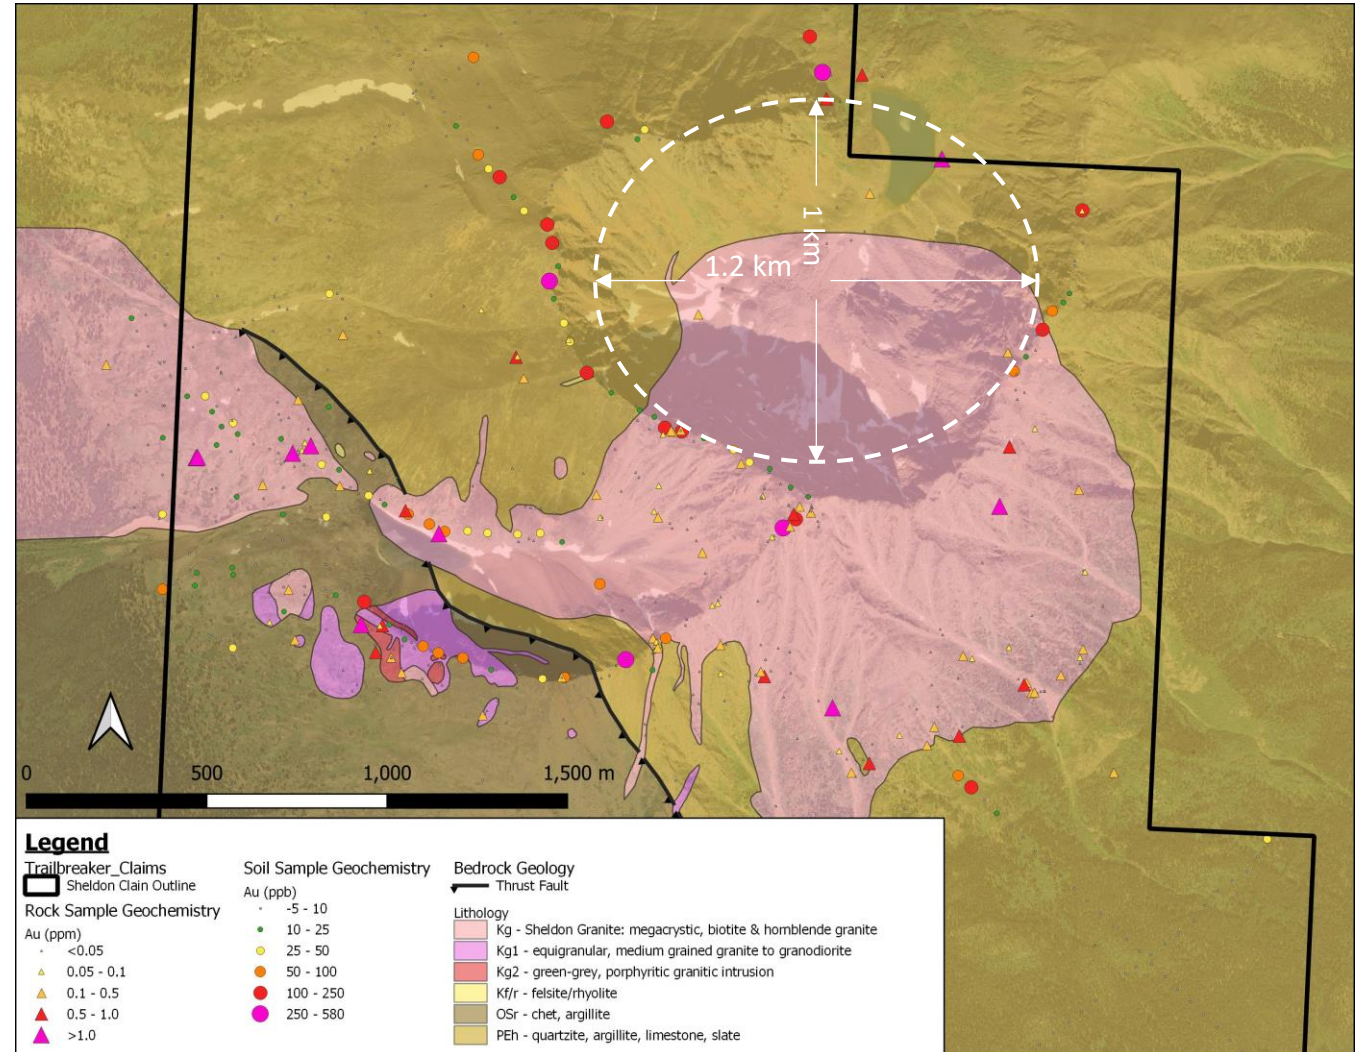 1 km
1.2 km
0 500 1,000 1,500 m
Legend
Trailbreaker_Claims
Sheldon Clain Outline
Rock Sample Geochemistry
Au (ppm)
<0.05
0.05 - 0.1
0.1 - 0.5
0.5 - 1.0
>1.0
Soil Sample Geochemistry
Au (ppb)
-5 - 10
10 - 25
25 - 50
50 - 100
100 - 250
250 - 580
Bedrock Geology
Thrust Fault
Lithology
Kg - Sheldon Granite: megacrystic, biotite & hornblende granite
Kg1 - equigranular, medium grained granite to granodiorite
Kg2 - green-grey, porphyritic granitic intrusion
Kf/r - felsite/rhyolite
OSr - chet, argillite
PEh - quartzite, argillite, limestone, slate